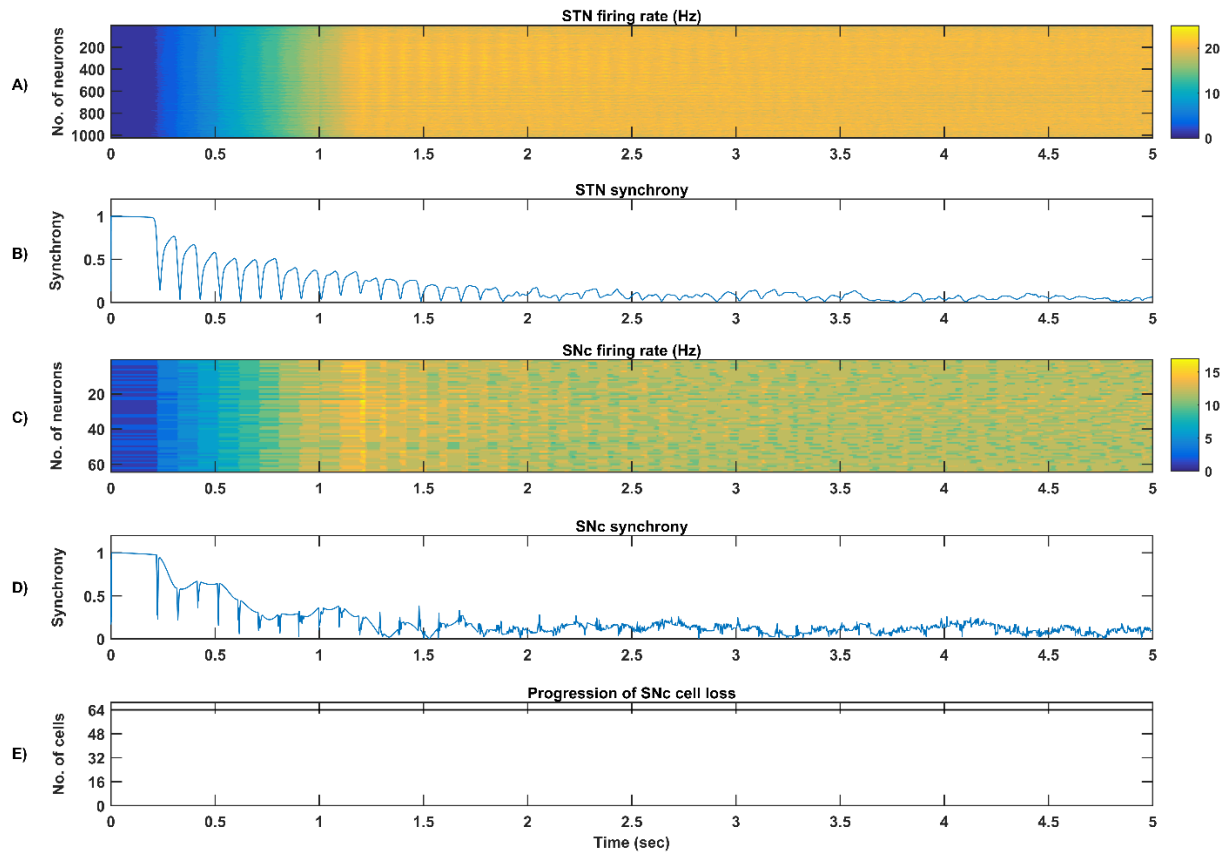 STN firing rate (Hz)
A)
No. of neurons
200
400
600
800
1000
0 0.5 1 1.5 2 2.5 3 3.5 4 4.5 5
20
10
0
STN synchrony
B)
Synchrony
1
0.5
0
0 0.5 1 1.5 2 2.5 3 3.5 4 4.5 5
SNc firing rate (Hz)
C)
No. of neurons
20
40
60
0 0.5 1 1.5 2 2.5 3 3.5 4 4.5 5
15
10
5
0
SNc synchrony
D)
Synchrony
1
0.5
0
0 0.5 1 1.5 2 2.5 3 3.5 4 4.5 5
Progression of SNc cell loss
E)
No. of cells
64
48
32
16
0
0 0.5 1 1.5 2 2.5 3 3.5 4 4.5 5
Time (sec)